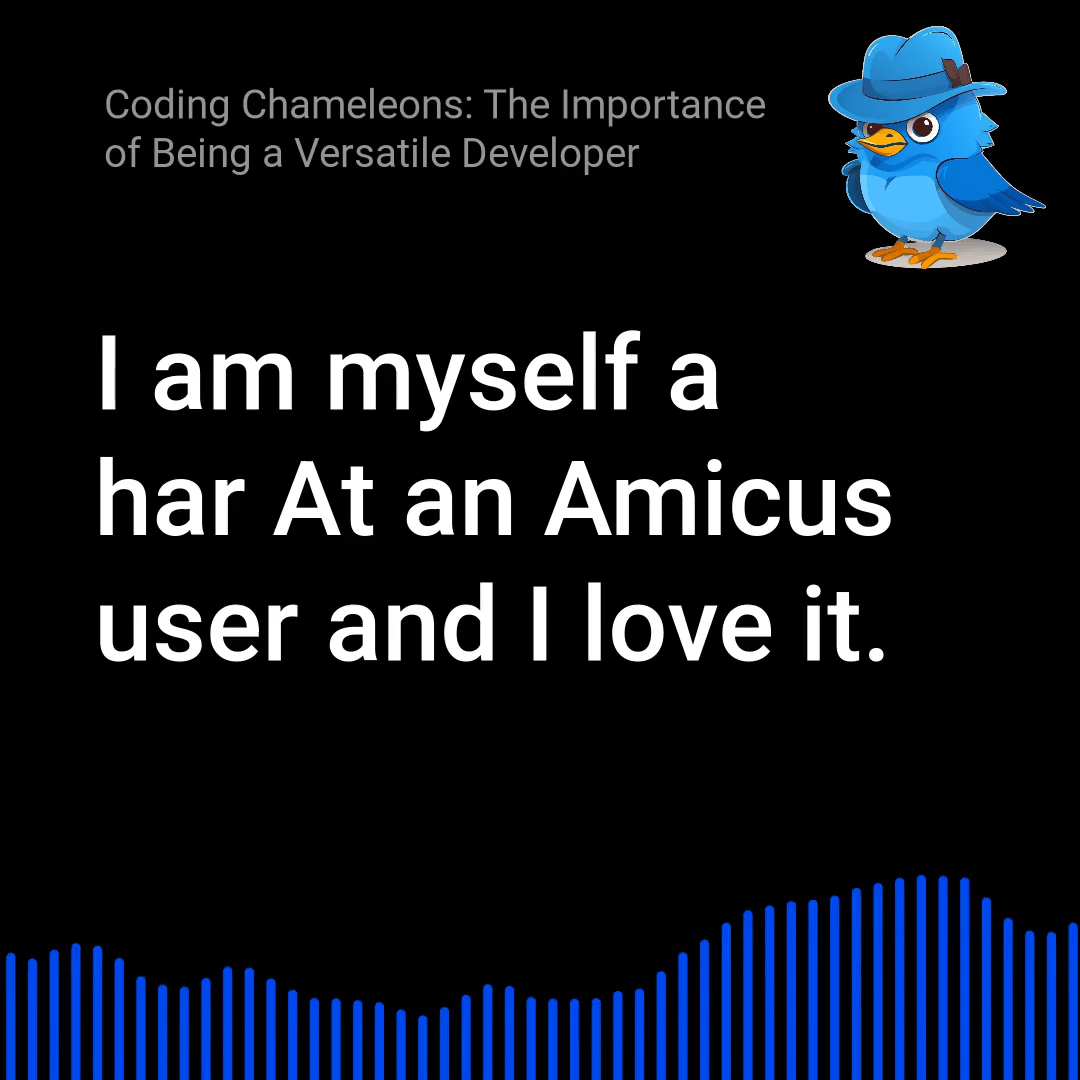 Coding Chameleons: The Importance
of Being a Versatile Developer
I am myself a
har At an Amicus
user and I love it.